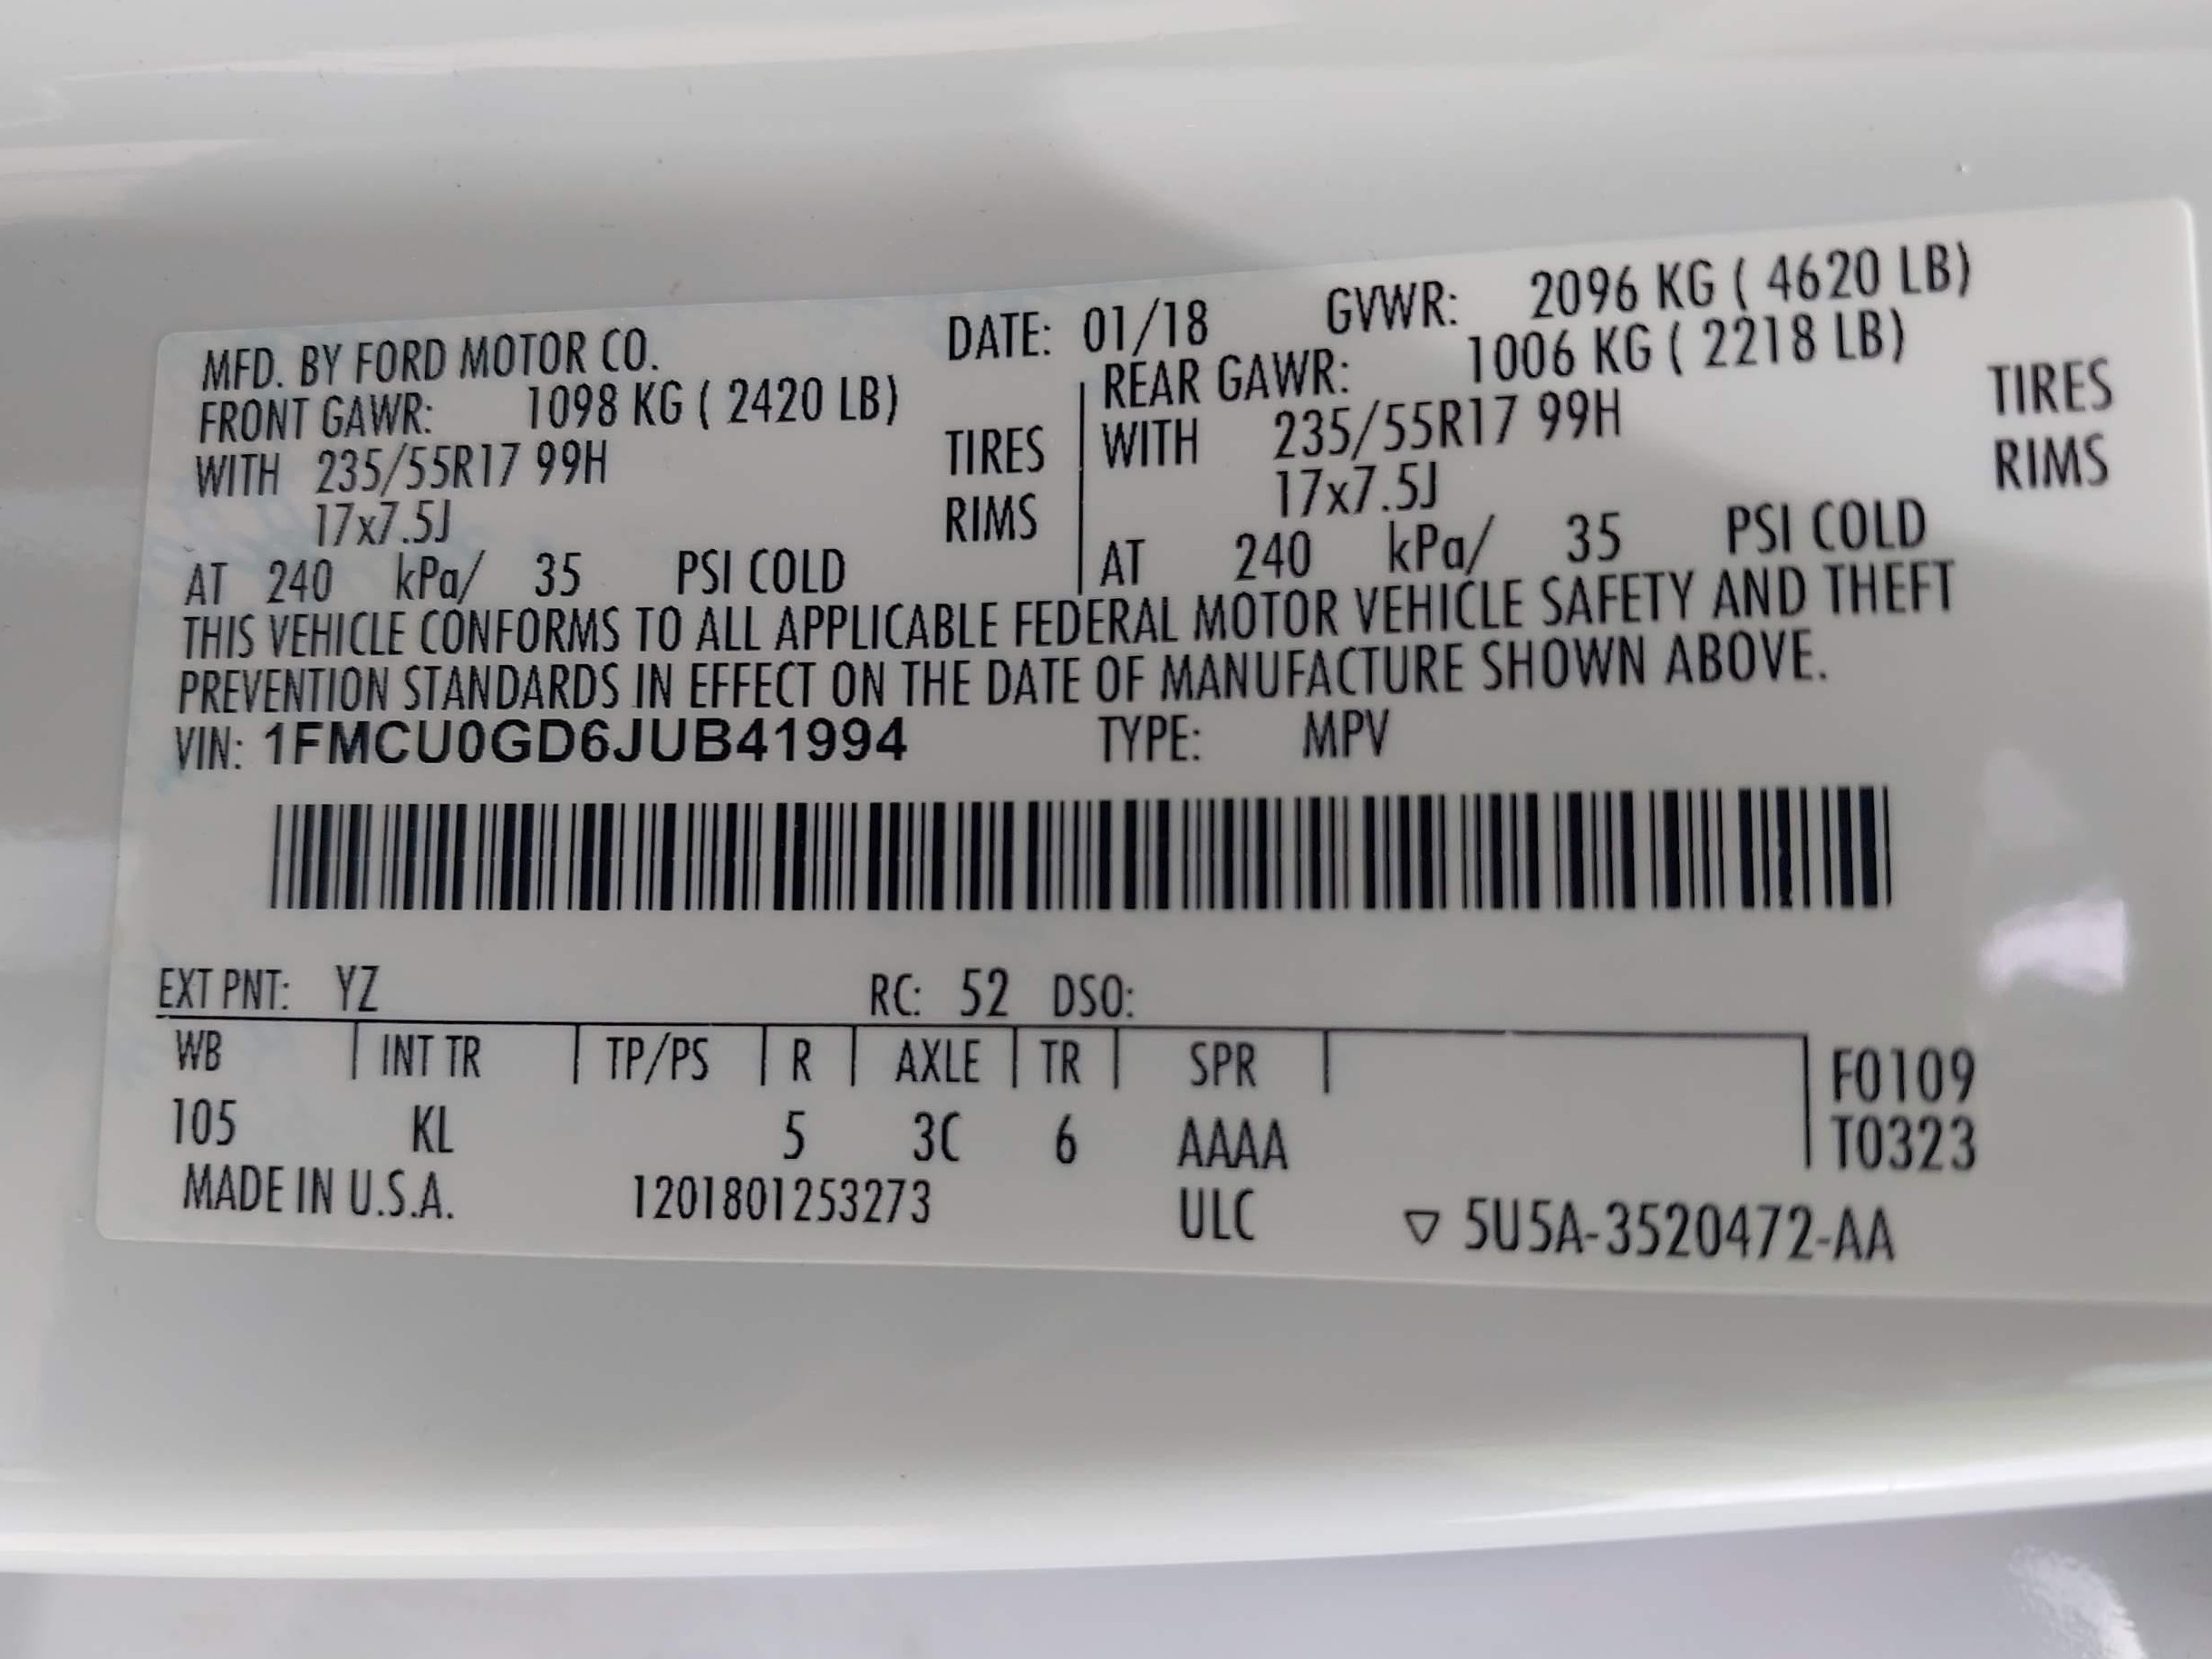 MFD. BY FORD MOTOR CO. DATE: 01/18 GVWR: 2096 KG ( 4620 LB)
FRONT GAWR: 1098 KG ( 2420 LB) REAR GAWR: 1006 KG ( 2218 LB)
WITH 235/55R17 99H TIRES WITH 235/55R17 99H TIRES
17x7.5J RIMS 17x7.5J RIMS
AT 240 kPa/ 35 PSI COLD AT 240 kPa/ 35 PSI COLD
THIS VEHICLE CONFORMS TO ALL APPLICABLE FEDERAL MOTOR VEHICLE SAFETY AND THEFT
PREVENTION STANDARDS IN EFFECT ON THE DATE OF MANUFACTURE SHOWN ABOVE.
VIN: 1FMCU0GD6JUB41994 TYPE: MPV
EXT PNT: YZ RC: 52 DSO:
WB INT TR TP/PS R AXLE TR SPR F0109
105 KL 5 3C 6 AAAA T0323
MADE IN U.S.A. 1201801253273 ULC ▽ 5U5A-3520472-AA